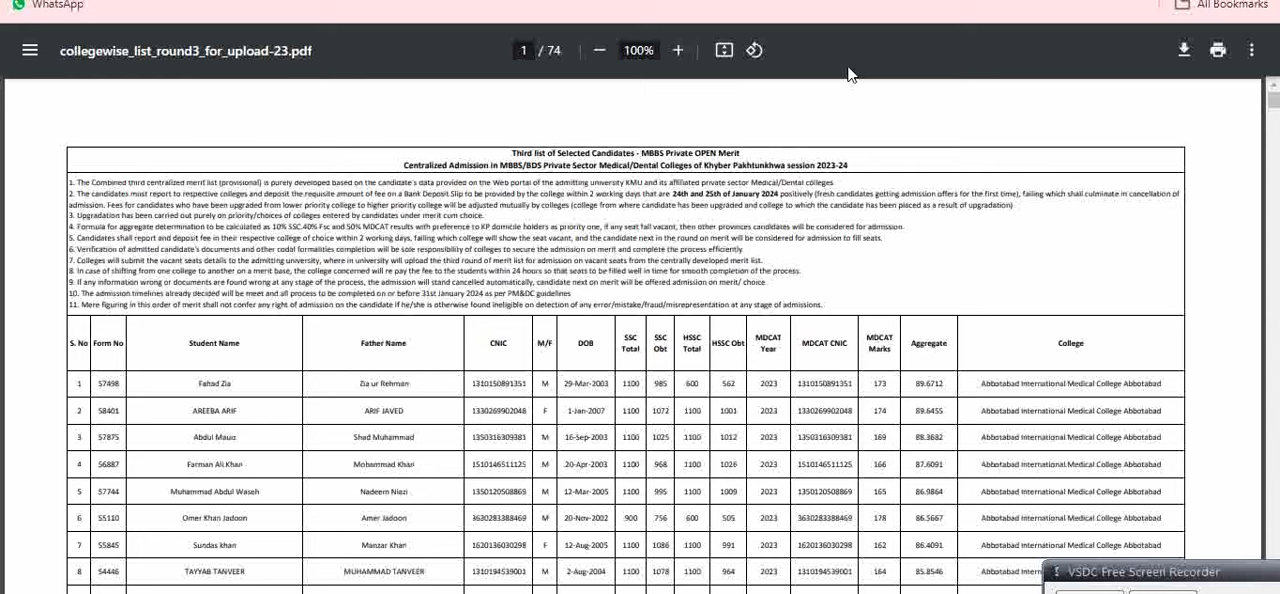 WhatsApp
All Bookmarks
collegewise_list_round3_for_upload-23.pdf
1 / 74
100%
Third list of Selected Candidates - MBBS Private OPEN Merit
Centralized Admission in MBBS/BDS Private Sector Medical/Dental Colleges of Khyber Pakhtunkhwa session 2023-24
1. The Combined third centralized merit list (provisional) is purely developed based on the candidate's data provided on the Web portal of the admitting university KMU and its affiliated private sector Medical/Dental colleges
2. The candidates must report to respective colleges and deposit the requisite amount of fee on a Bank Deposit Slip to be provided by the college within 2 working days that are 24th and 25th of January 2024 positively (fresh candidates getting admission offers for the first time), failing which shall culminate in cancellation of
admission. Fees for candidates who have been upgraded from lower priority college to higher priority college will be adjusted mutually by colleges (college from where candidate has been upgraded and college to which the candidate has been placed as a result of upgradation)
3. Upgradation has been carried out purely on priority/choices of colleges entered by candidates under merit cum choice.
4. Formula for aggregate determination to be calculated as 10% SSC.40% Fsc and 50% MDCAT results with preference to KP domicile holders as priority one, if any seat fall vacant, then other provinces candidates will be considered for admission.
5. Candidates shall report and deposit fee in their respective college of choice within 2 working days, failing which college will show the seat vacant, and the candidate next in the round on merit will be considered for admission to fill seats.
6. Verification of admitted candidate's documents and other codal formalities completion will be sole responsibility of colleges to secure the admission on merit and complete the process efficiently.
7. Colleges will submit the vacant seats details to the admitting university, where in university will upload the third round of merit list for admission on vacant seats from the centrally developed merit list.
8. In case of shifting from one college to another on a merit base, the college concerned will re pay the fee to the students within 24 hours so that seats to be filled well in time for smooth completion of the process.
9. If any information wrong or documents are found wrong at any stage of the process, the admission will stand cancelled automatically, candidate next on merit will be offered admission on merit/ choice.
10. The admission timelines already decided will be meet and all process to be completed on or before 31st January 2024 as per PM&DC guidelines
11. Mere figuring in this order of merit shall not confer any right of admission on the candidate if he/she is otherwise found ineligible on detection of any error/mistake/fraud/misrepresentation at any stage of admissions.
S. No Form No Student Name Father Name CNIC M/F DOB SSC Total SSC Obt HSSC Total HSSC Obt MDCAT Year MDCAT CNIC MDCAT Marks Aggregate College
1 57498 Fahad Zia Zia ur Rehman 1310150891351 M 29-Mar-2003 1100 985 600 562 2023 1310150891351 173 89.6712 Abbotabad International Medical College Abbotabad
2 58401 AREEBA ARIF ARIF JAVED 1330269902048 F 1-Jan-2007 1100 1072 1100 1001 2023 1330269902048 174 89.6455 Abbotabad International Medical College Abbotabad
3 57875 Abdul Mauiz Shad Muhammad 1350316309381 M 16-Sep-2003 1100 1025 1100 1012 2023 1350316309381 169 88.3682 Abbotabad International Medical College Abbotabad
4 56887 Farman Ali Khan Mohammad Khan 1510146511125 M 20-Apr-2003 1100 968 1100 1026 2023 1510146511125 166 87.6091 Abbotabad International Medical College Abbotabad
5 57744 Muhammad Abdul Waseh Nadeem Niazi 1350120508869 M 12-Mar-2005 1100 995 1100 1009 2023 1350120508869 165 86.9864 Abbotabad International Medical College Abbotabad
6 55110 Omer Khan Jadoon Amer Jadoon 3630283388469 M 20-Nov-2002 900 756 600 505 2023 3630283388469 178 86.5667 Abbotabad International Medical College Abbotabad
7 55845 Sundas khan Manzar Khan 1620136030298 F 12-Aug-2005 1100 1086 1100 991 2023 1620136030298 162 86.4091 Abbotabad International Medical College Abbotabad
8 54446 TAYYAB TANVEER MUHAMMAD TANVEER 1310194539001 M 2-Aug-2004 1100 1078 1100 964 2023 1310194539001 164 85.8546 Abbotabad Intern
VSDC Free Screen Recorder